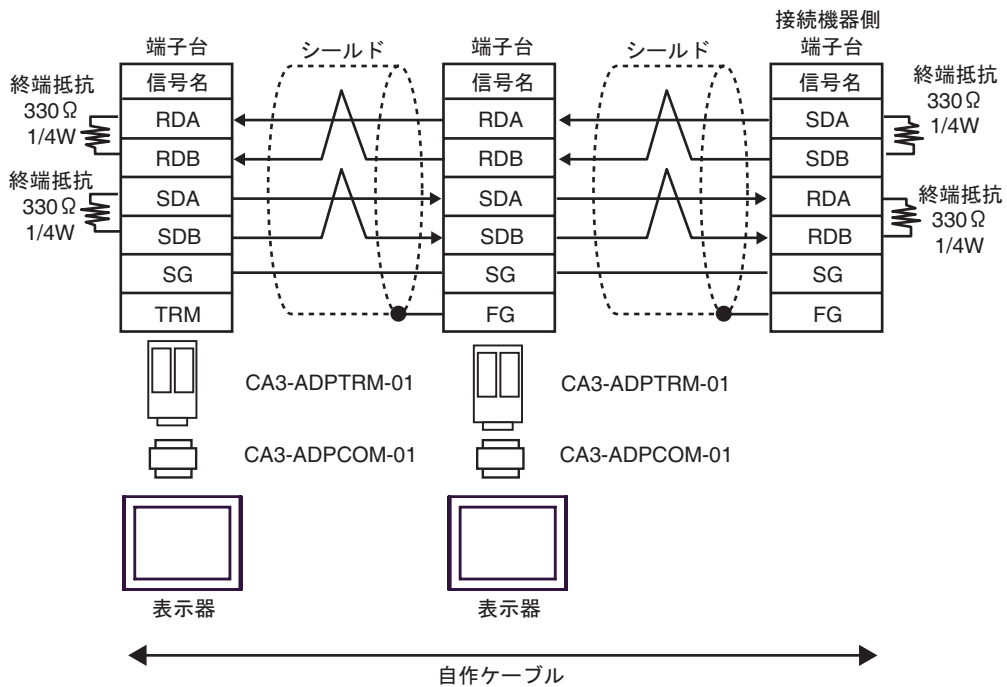 接続機器側
端子台
シールド
端子台
シールド
端子台
終端抵抗
330Ω
1/4W
終端抵抗
330Ω
1/4W
信号名
RDA
RDB
SDA
SDB
SG
TRM
信号名
RDA
RDB
SDA
SDB
SG
FG
信号名
SDA
SDB
RDA
RDB
SG
FG
終端抵抗
330Ω
1/4W
終端抵抗
330Ω
1/4W
CA3-ADPTRM-01
CA3-ADPTRM-01
CA3-ADPCOM-01
CA3-ADPCOM-01
表示器
表示器
自作ケーブル